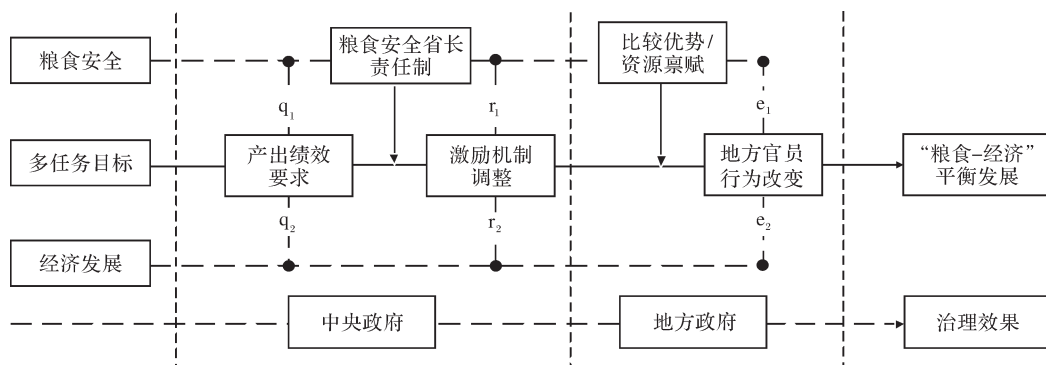 粮食安全
粮食安全省长
责任制
比较优势/
资源禀赋
q1
r1
e1
多任务目标
产出绩效
要求
激励机制
调整
地方官员
行为改变
“粮食–经济”
平衡发展
q2
r2
e2
经济发展
中央政府
地方政府
治理效果